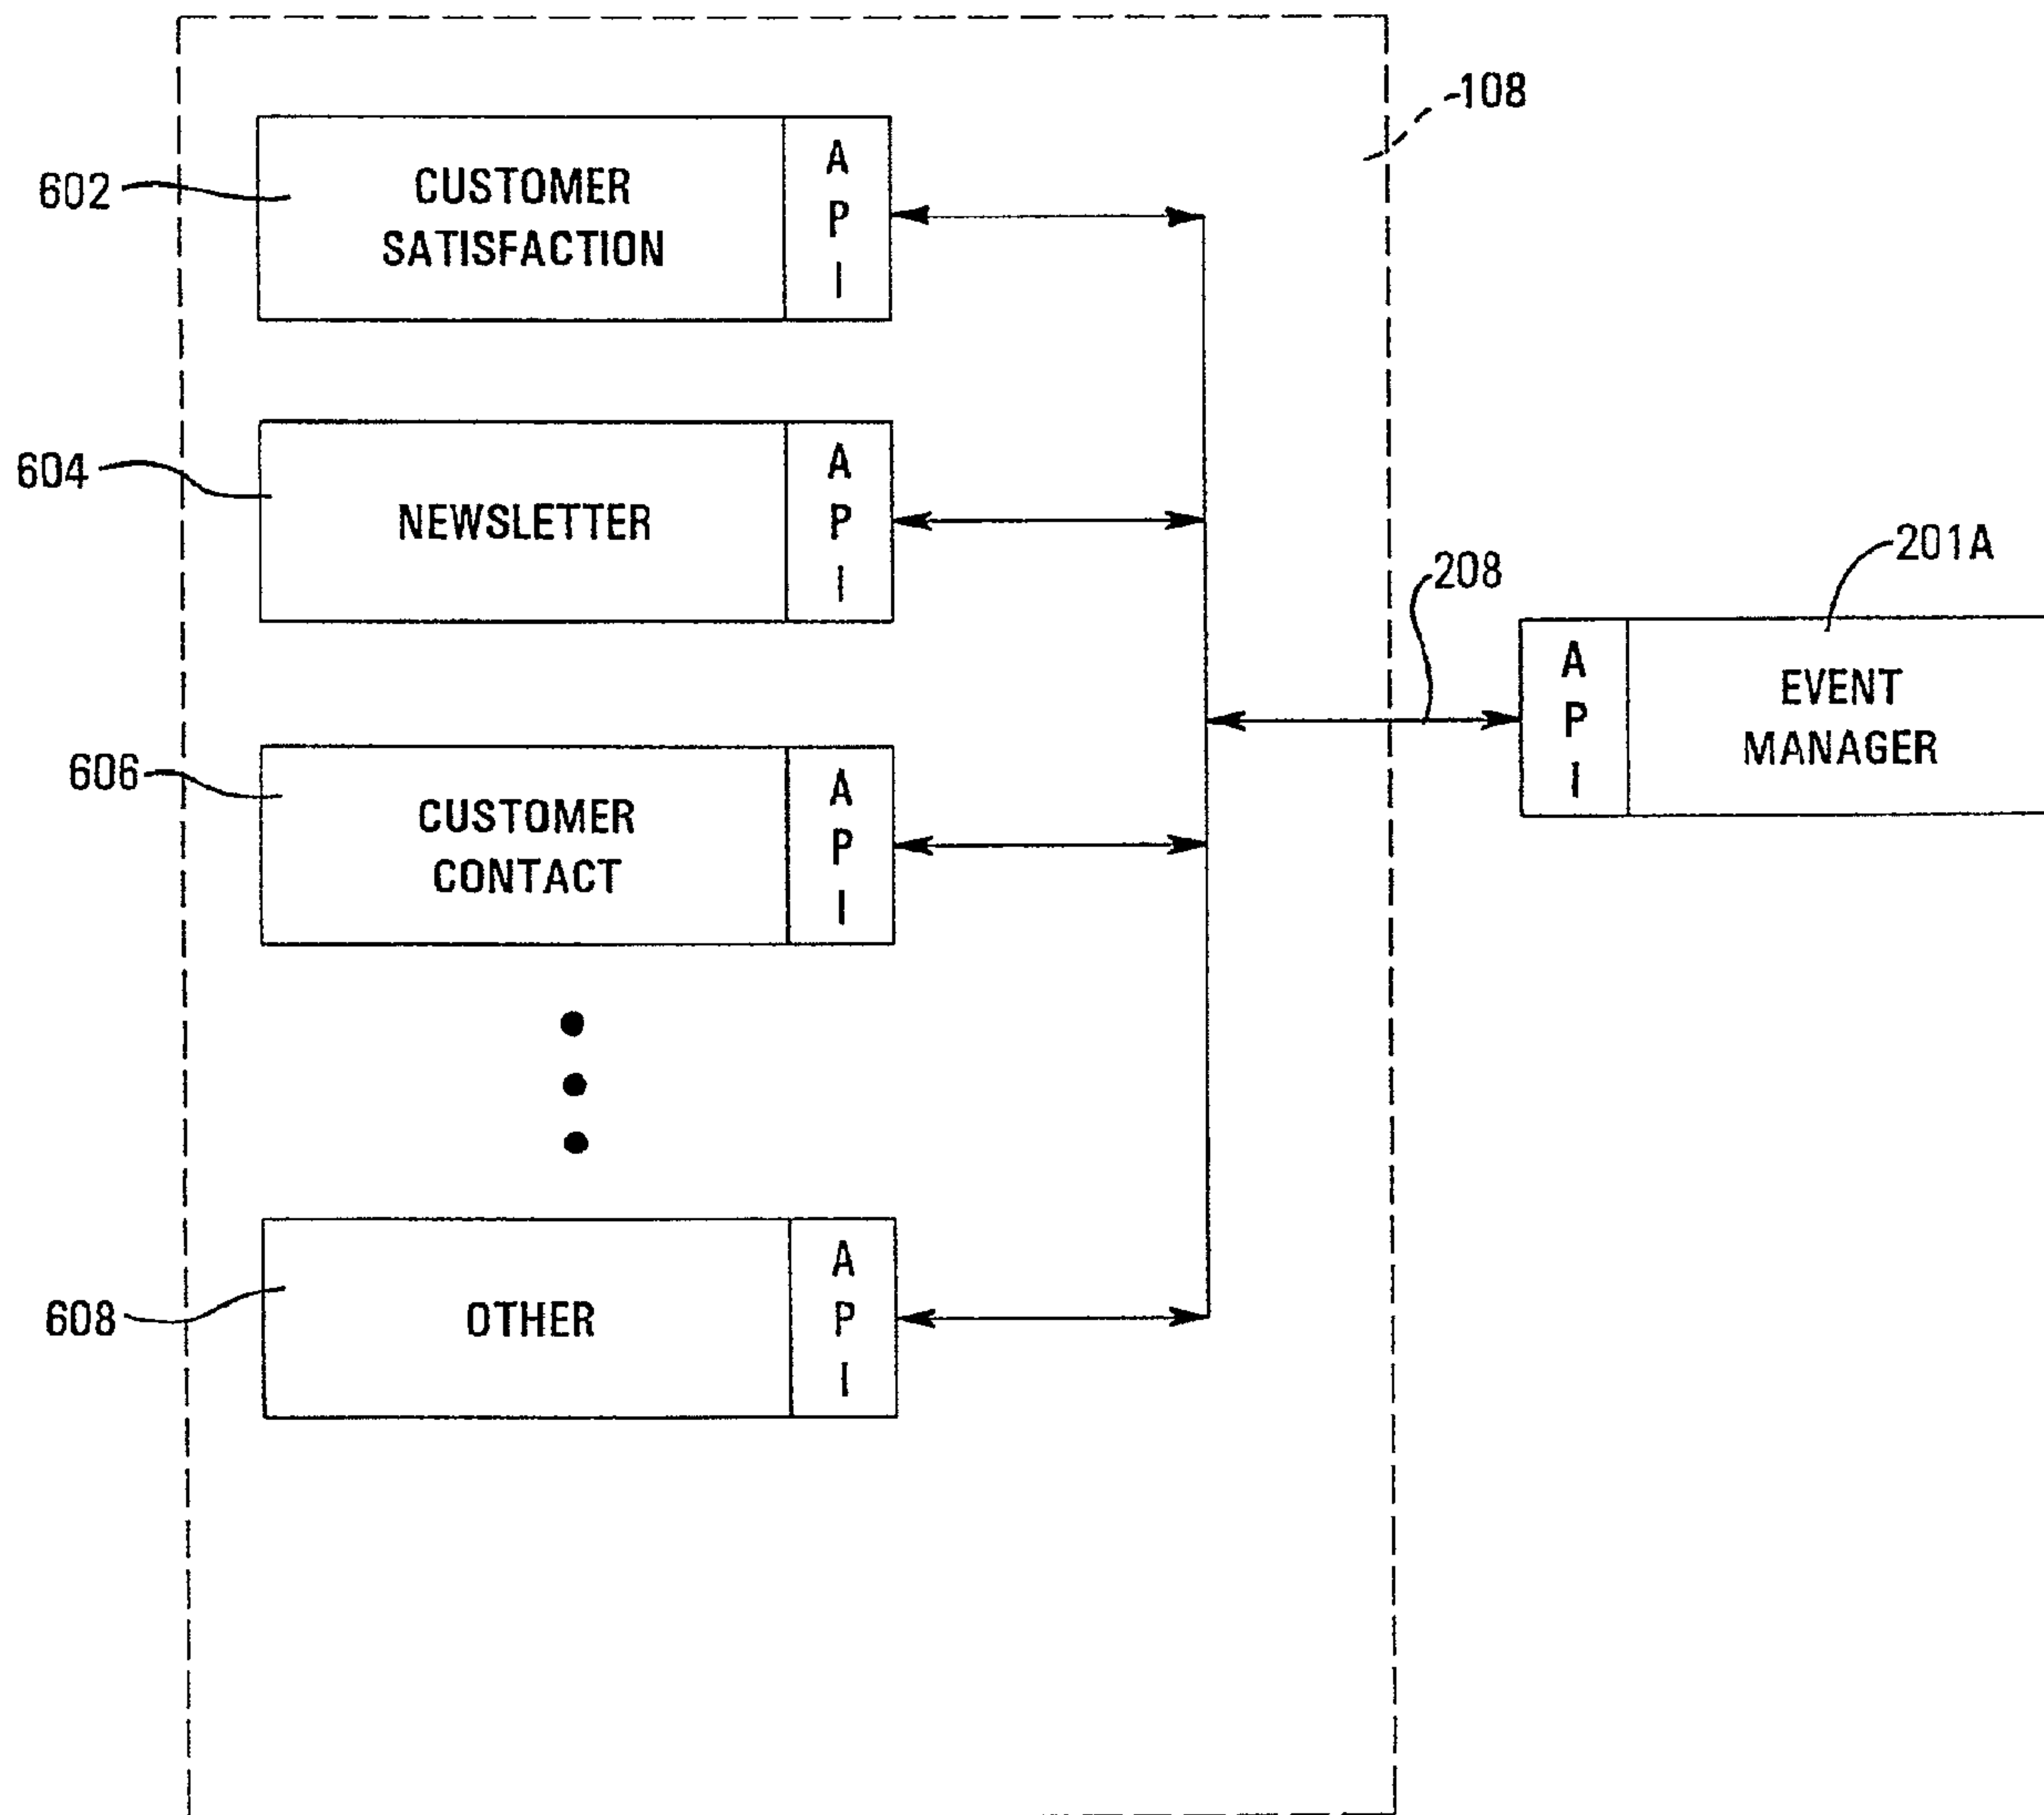 108
602
CUSTOMER
SATISFACTION
A
P
I
604
NEWSLETTER
A
P
I
208
201A
A
P
I
EVENT
MANAGER
606
CUSTOMER
CONTACT
A
P
I
608
OTHER
A
P
I